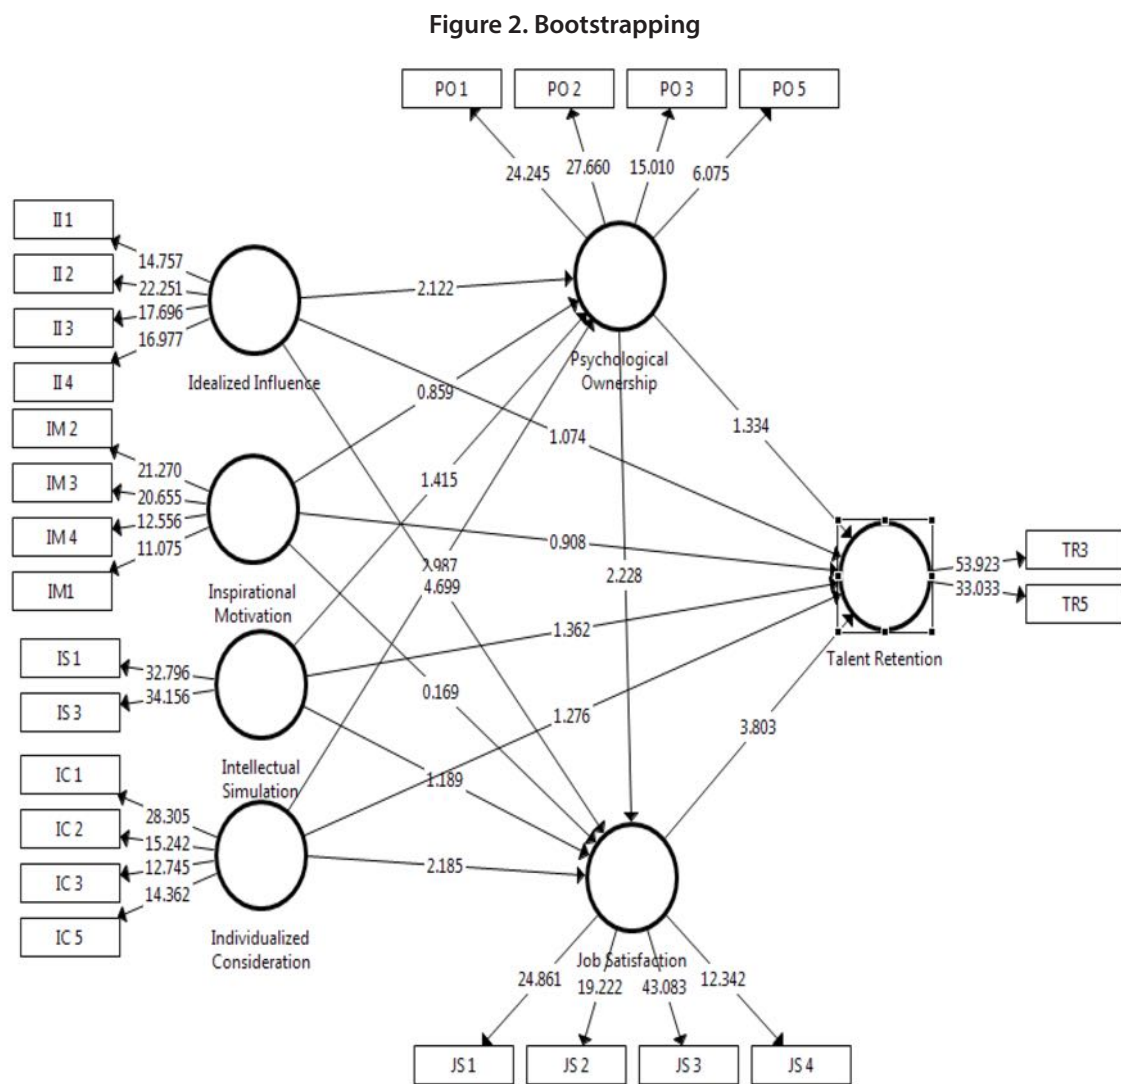 Figure 2. Bootstrapping
PO 1
PO 2
PO 3
PO 5
24.245
27.660
15.010
6.075
II 1
II 2
II 3
II 4
14.757
22.251
17.696
16.977
Idealized Influence
2.122
Psychological
Ownership
IM 2
IM 3
IM 4
IM1
21.270
20.655
12.556
11.075
Inspirational
Motivation
0.859
1.074
1.334
1.415
0.908
4.699
2.228
53.923
33.033
TR3
TR5
Talent Retention
IS 1
IS 3
32.796
34.156
Intellectual
Simulation
1.362
0.169
1.276
3.803
1.189
IC 1
IC 2
IC 3
IC 5
28.305
15.242
12.745
14.362
Individualized
Consideration
2.185
Job Satisfaction
24.861
19.222
43.083
12.342
JS 1
JS 2
JS 3
JS 4